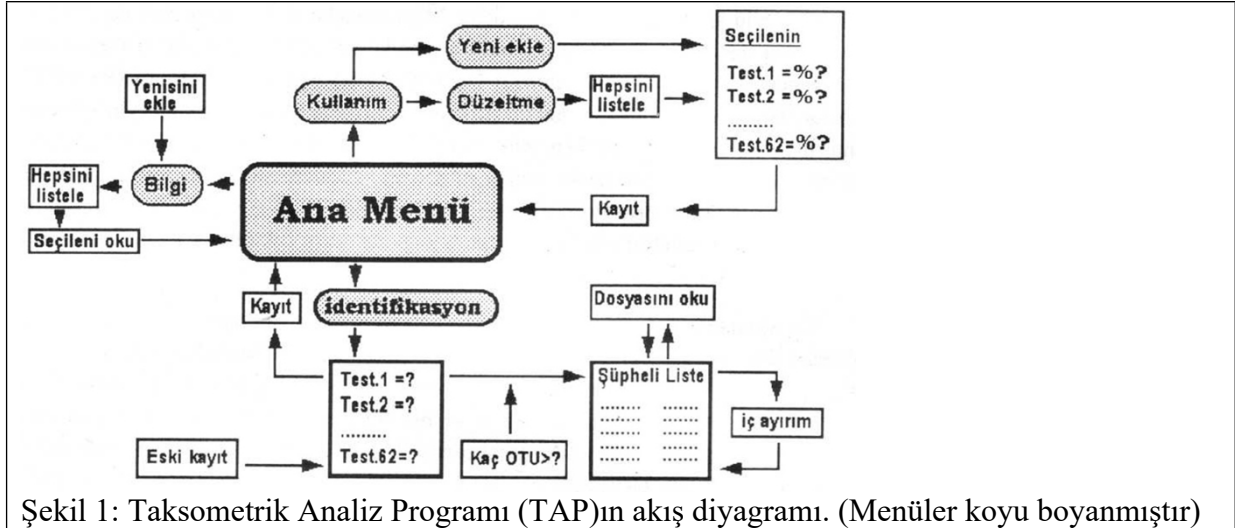 Yeni ekle
Seçilenin
Test.1 =%?
Test.2 =%?
.........
Test.62=%?
Kullanım
Düzeltme
Hepsini
listele
Yenisini
ekle
Hepsini
listele
Bilgi
Seçileni oku
Ana Menü
Kayıt
Kayıt
identifikasyon
Dosyasını oku
Test.1 =?
Test.2 =?
.........
Test.62=?
Şüpheli Liste
....... .......
....... .......
....... .......
....... .......
....... .......
iç ayırım
Eski kayıt
Kaç OTU>?
Şekil 1: Taksometrik Analiz Programı (TAP)ın akış diyagramı. (Menüler koyu boyanmıştır)